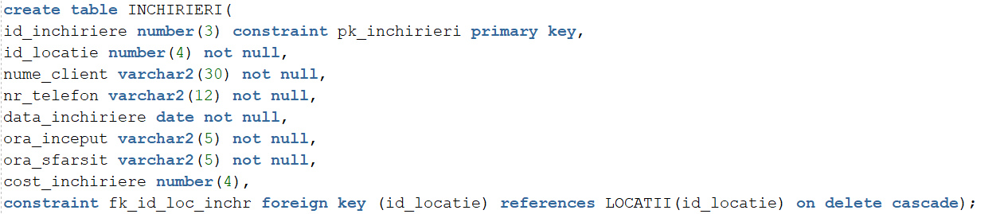 create table INCHIRIERI(
id_inchiriere number(3) constraint pk_inchirieri primary key,
id_locatie number(4) not null,
nume_client varchar2(30) not null,
nr_telefon varchar2(12) not null,
data_inchiriere date not null,
ora_inceput varchar2(5) not null,
ora_sfarsit varchar2(5) not null,
cost_inchiriere number(4),
constraint fk_id_loc_inchr foreign key (id_locatie) references LOCATII(id_locatie) on delete cascade);